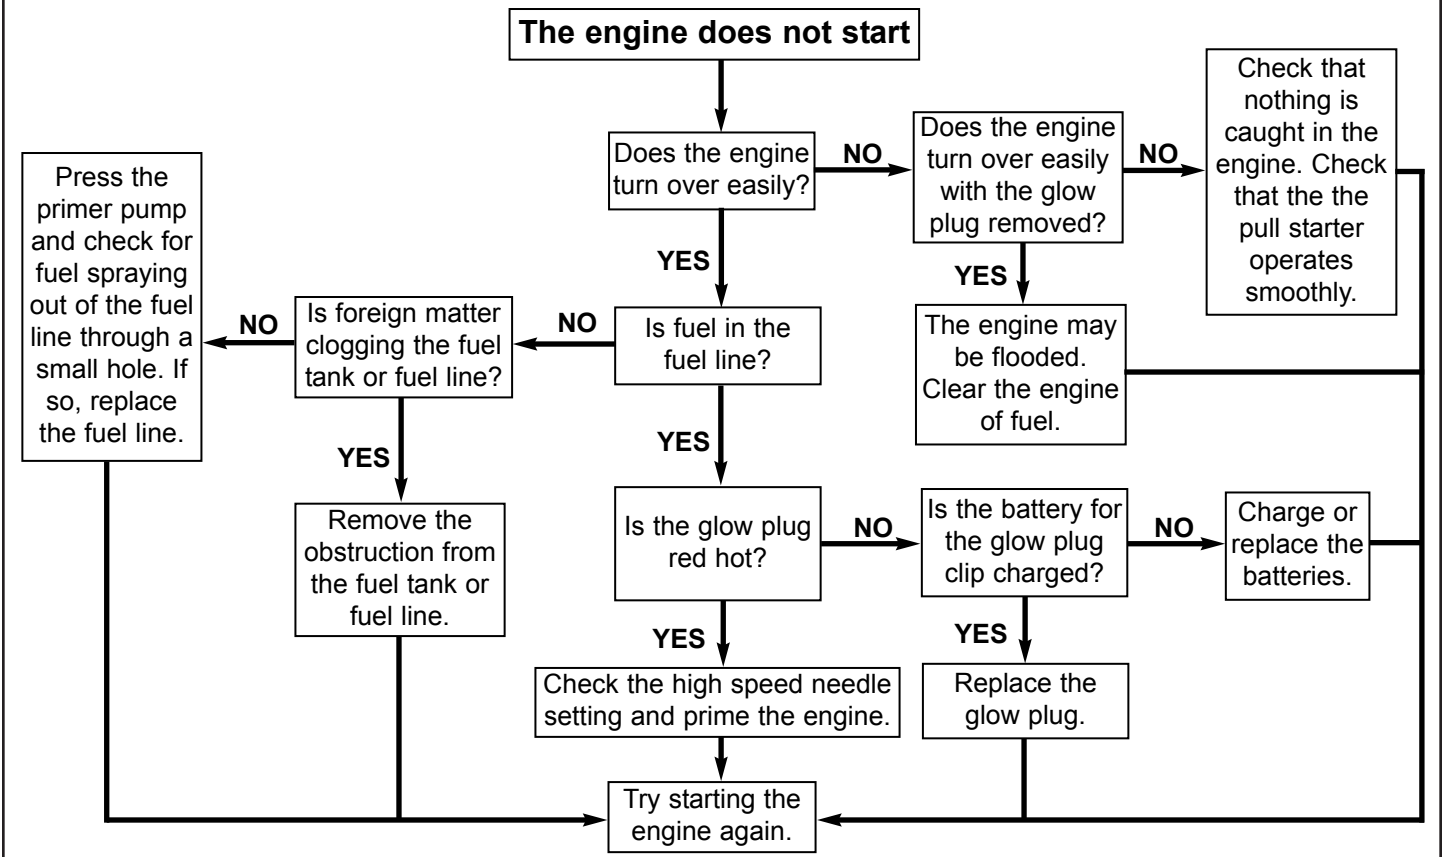 The engine does not start
Does the engine
turn over easily?
NO
Does the engine
turn over easily
with the glow
plug removed?
NO
Check that
nothing is
caught in the
engine. Check
that the the
pull starter
operates
smoothly.
YES
YES
The engine may
be flooded.
Clear the engine
of fuel.
Is fuel in the
fuel line?
NO
Is foreign matter
clogging the fuel
tank or fuel line?
NO
Press the
primer pump
and check for
fuel spraying
out of the fuel
line through a
small hole. If
so, replace
the fuel line.
YES
Remove the
obstruction from
the fuel tank or
fuel line.
YES
Is the glow plug
red hot?
NO
Is the battery for
the glow plug
clip charged?
NO
Charge or
replace the
batteries.
YES
Check the high speed needle
setting and prime the engine.
YES
Replace the
glow plug.
Try starting the
engine again.